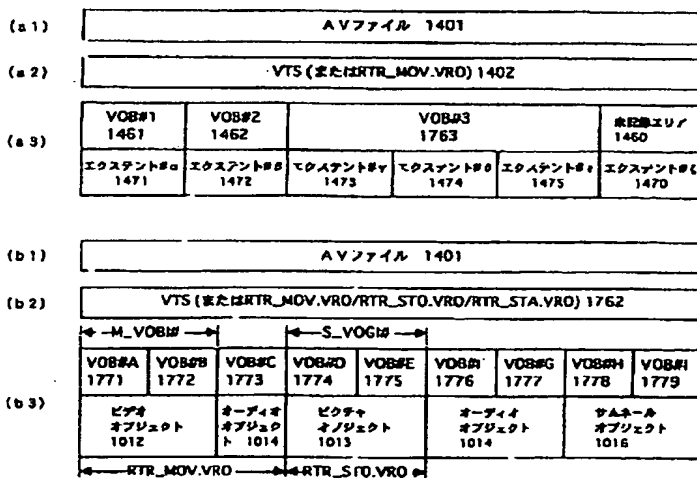 (a1)
AVファイル 1401
(a2)
VTS (またはRTR_MOV.VRO) 1402
(a3)
VOB#1 1461
VOB#2 1462
VOB#3 1763
未記録エリア 1460
エクステント#α 1471
エクステント#β 1472
エクステント#γ 1473
エクステント#δ 1474
エクステント#ε 1475
エクステント#ζ 1470
(b1)
AVファイル 1401
(b2)
VTS (またはRTR_MOV.VRO/RTR_STO.VRO/RTR_STA.VRO) 1762
M_VOBI#
S_VOGI#
(b3)
VOB#A 1771
VOB#B 1772
VOB#C 1773
VOB#D 1774
VOB#E 1775
1776
VOB#G 1777
VOB#H 1778
VOB#I 1779
ビデオ
オブジェクト
1012
オーディオ
オブジェク
ト 1014
ピクチャ
オブジェクト
1013
オーディオ
オブジェクト
1014
サムネール
オブジェクト
1016
RTR_MOV.VRO
RTR_STO.VRO